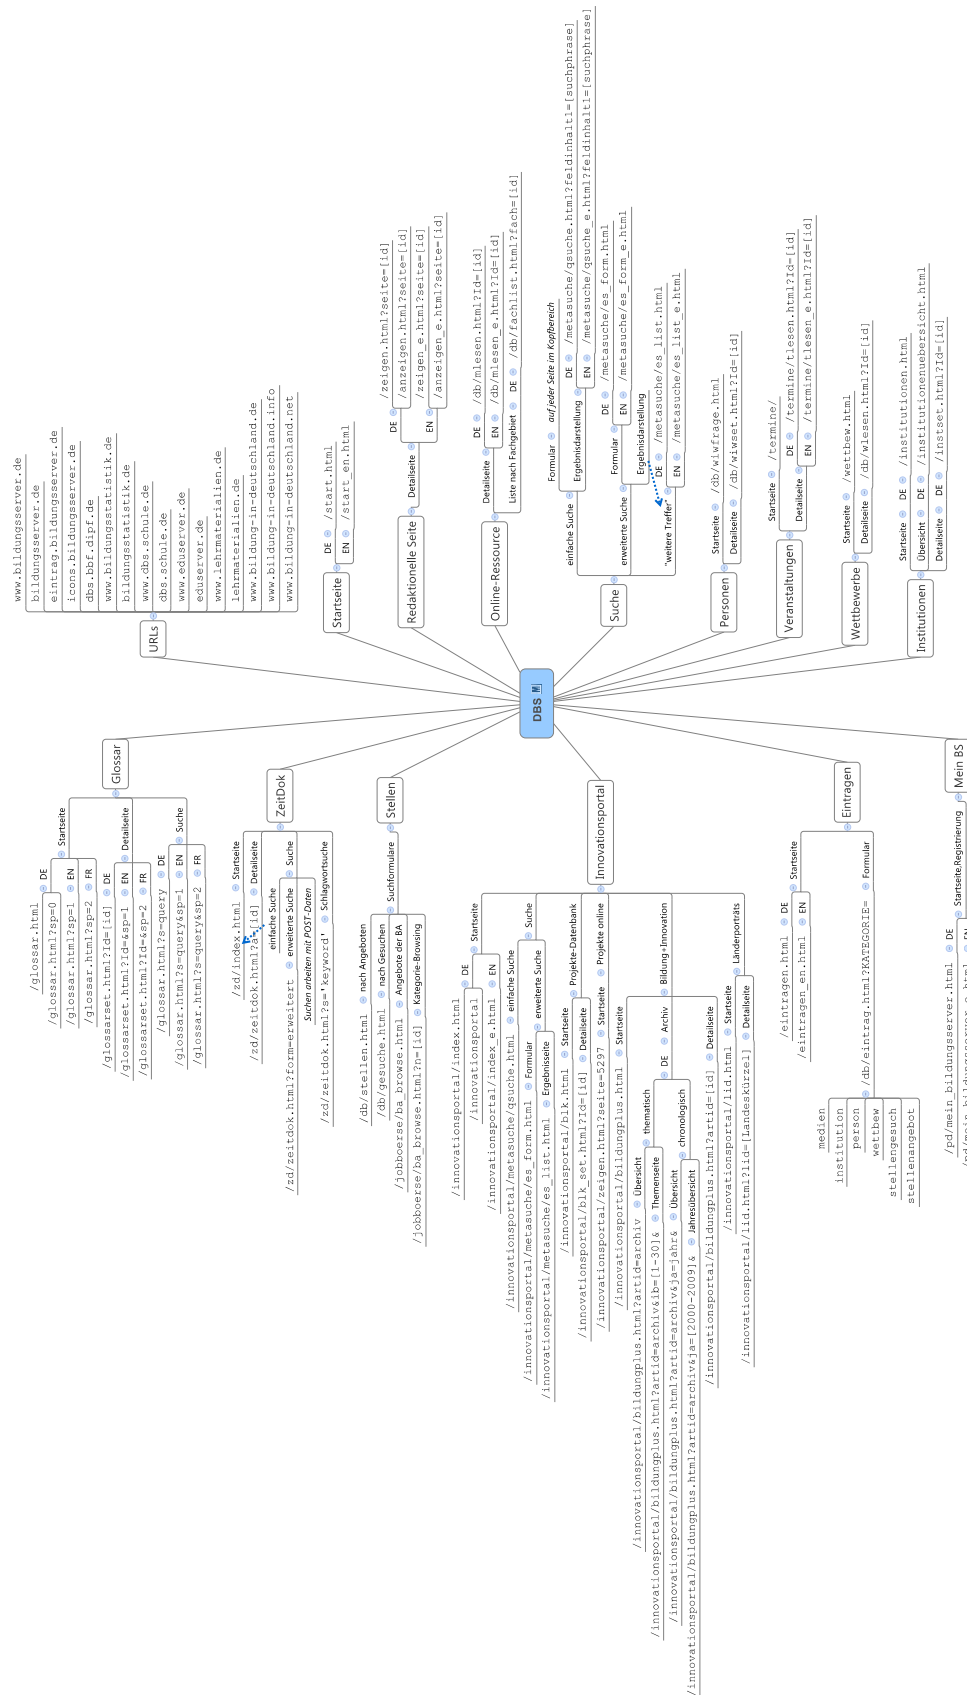 DBS
URLs
www.bildungsserver.de
bildungsserver.de
eintrag.bildungsserver.de
icons.bildungsserver.de
dbs.bbf.dipf.de
www.bildungsstatistik.de
bildungsstatistik.de
www.dbs.schule.de
dbs.schule.de
www.eduserver.de
eduserver.de
www.lehrmaterialien.de
lehrmaterialien.de
www.bildung-in-deutschland.de
www.bildung-in-deutschland.info
www.bildung-in-deutschland.net
Startseite
DE /start.html
EN /start_en.html
Redaktionelle Seite
Detailseite
DE
/zeigen.html?seite=[id]
/anzeigen.html?seite=[id]
EN
/zeigen_e.html?seite=[id]
/anzeigen_e.html?seite=[id]
Online-Ressource
Detailseite
DE /db/mlesen.html?Id=[id]
EN /db/mlesen_e.html?Id=[id]
Liste nach Fachgebiet DE /db/fachlist.html?fach=[id]
Suche
einfache Suche
Formular auf jeder Seite im Kopfbereich
Ergebnisdarstellung
DE /metasuche/qsuche.html?feldinhalt1=[suchphrase]
EN /metasuche/qsuche_e.html?feldinhalt1=[suchphrase]
erweiterte Suche
Formular
DE /metasuche/es_form.html
EN /metasuche/es_form_e.html
Ergebnisdarstellung
"weitere Treffer"
DE /metasuche/es_list.html
EN /metasuche/es_list_e.html
Personen
Startseite /db/wiwfrage.html
Detailseite /db/wiwset.html?Id=[id]
Veranstaltungen
Startseite /termine/
Detailseite
DE /termine/tlesen.html?Id=[id]
EN /termine/tlesen_e.html?Id=[id]
Wettbewerbe
Startseite /wettbew.html
Detailseite /db/wlesen.html?Id=[id]
Institutionen
Startseite DE /institutionen.html
Übersicht DE /institutionenuebersicht.html
Detailseite DE /instset.html?Id=[id]
Glossar
Startseite
DE
/glossar.html
/glossar.html?sp=0
EN /glossar.html?sp=1
FR /glossar.html?sp=2
Detailseite
DE /glossarset.html?Id=[id]
EN /glossarset.html?Id=&sp=1
FR /glossarset.html?Id=&sp=2
Suche
DE /glossar.html?s=query
EN /glossar.html?s=query&sp=1
FR /glossar.html?s=query&sp=2
ZeitDok
Startseite /zd/index.html
Detailseite /zd/zeitdok.html?a=[id]
Suche
einfache Suche
erweiterte Suche /zd/zeitdok.html?form=erweitert
Suchen arbeiten mit POST-Daten
Schlagwortsuche /zd/zeitdok.html?as='keyword'
Stellen
Suchformulare
nach Angeboten /db/stellen.html
nach Gesuchen /db/gesuche.html
Angebote der BA /jobboerse/ba_browse.html
Kategorie-Browsing /jobboerse/ba_browse.html?n=[id]
Innovationsportal
Startseite
DE
/innovationsportal/index.html
/innovationsportal
EN /innovationsportal/index_e.html
Suche
einfache Suche /innovationsportal/metasuche/qsuche.html
erweiterte Suche
Formular /innovationsportal/metasuche/es_form.html
Ergebnisseite /innovationsportal/metasuche/es_list.html
Projekte-Datenbank
Startseite /innovationsportal/blk.html
Detailseite /innovationsportal/blk_set.html?Id=[id]
Projekte online Startseite /innovationsportal/zeigen.html?seite=5297
Bildung+Innovation
Startseite /innovationsportal/bildungplus.html
Archiv DE
thematisch
Übersicht /innovationsportal/bildungplus.html?artid=archiv
Themenseite /innovationsportal/bildungplus.html?artid=archiv&ib=[1-30]&
chronologisch
Übersicht /innovationsportal/bildungplus.html?artid=archiv&ja=jahr&
Jahresübersicht /innovationsportal/bildungplus.html?artid=archiv&ja=[2000-2009]&
Detailseite /innovationsportal/bildungplus.html?artid=[id]
Länderporträts
Startseite /innovationsportal/lid.html
Detailseite /innovationsportal/lid.html?lid=[Landeskürzel]
Eintragen
Startseite
DE /eintragen.html
EN /eintragen_en.html
Formular /db/eintrag.html?KATEGORIE=
medien
institution
person
wettbew
stellengesuch
stellenangebot
Mein BS
Startseite,Registrierung
DE /pd/mein_bildungsserver.html